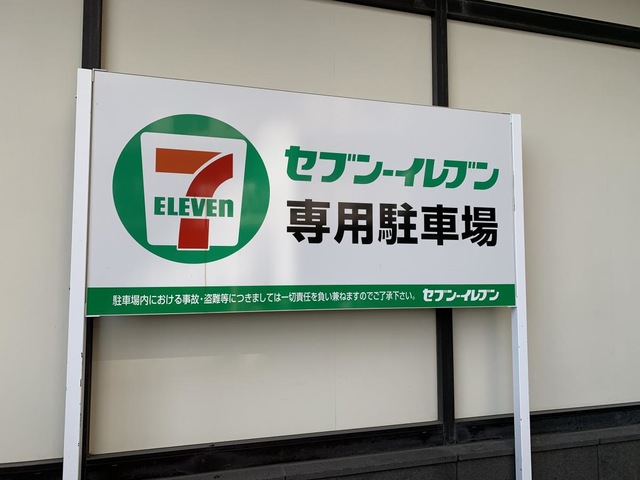 7
ELEVEn
セブン-イレブン
専用駐車場
駐車場内における事故・盗難等につきましては一切責任を負い兼ねますのでご了承下さい。 セブン-イレブン